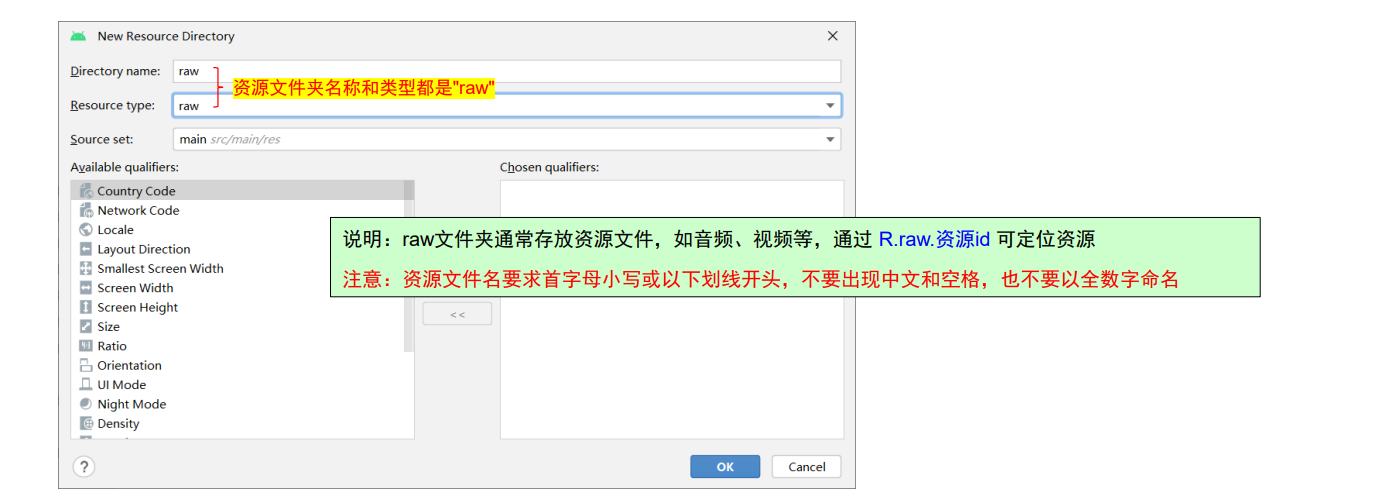 New Resource Directory
Directory name: raw
资源文件夹名称和类型都是"raw"
Resource type: raw
Source set: main src/main/res
Available qualifiers:
Chosen qualifiers:
Country Code
Network Code
Locale
Layout Direction
Smallest Screen Width
Screen Width
Screen Height
Size
Ratio
Orientation
UI Mode
Night Mode
Density
说明：raw文件夹通常存放资源文件，如音频、视频等，通过 R.raw.资源id 可定位资源
注意：资源文件名要求首字母小写或以下划线开头，不要出现中文和空格，也不要以全数字命名
<<
?
OK
Cancel